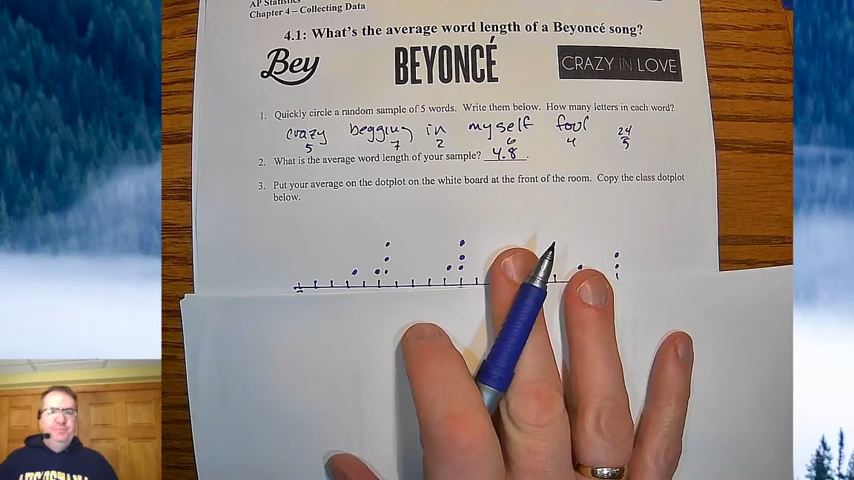 AP Statistics
Chapter 4 – Collecting Data
4.1: What's the average word length of a Beyoncé song?
Bey BEYONCÉ CRAZY IN LOVE
1. Quickly circle a random sample of 5 words. Write them below. How many letters in each word?
crazy begging in myself fool 24
5 7 2 6 4 5
2. What is the average word length of your sample? 4.8.
3. Put your average on the dotplot on the white board at the front of the room. Copy the class dotplot
below.